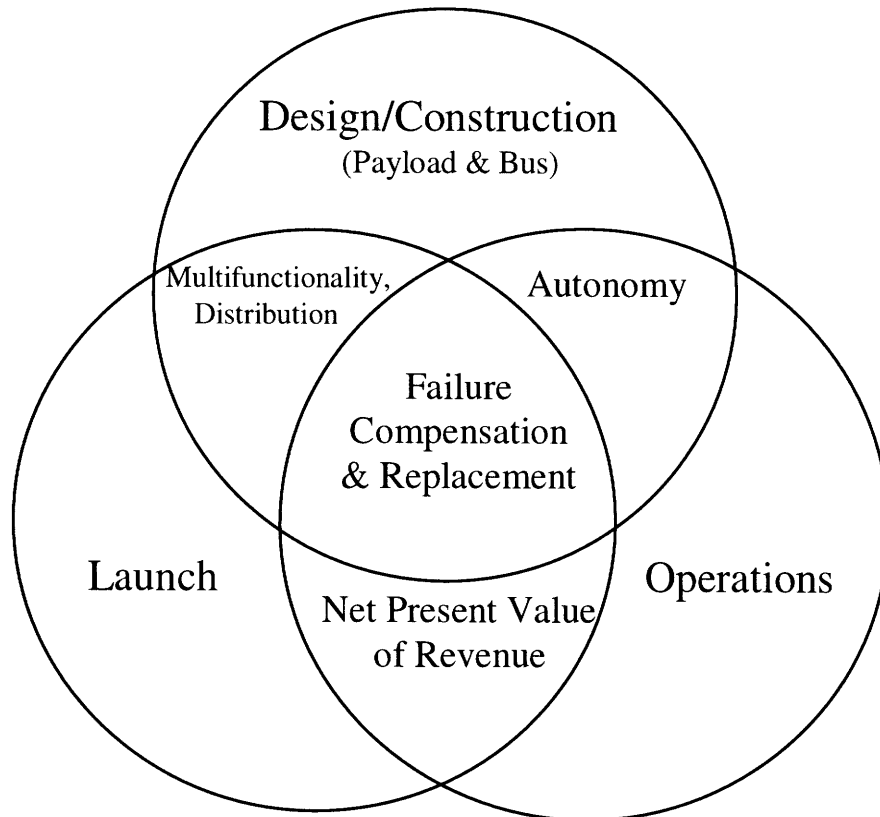 Design/Construction
(Payload & Bus)
Multifunctionality,
Distribution
Autonomy
Failure
Compensation
& Replacement
Launch
Operations
Net Present Value
of Revenue